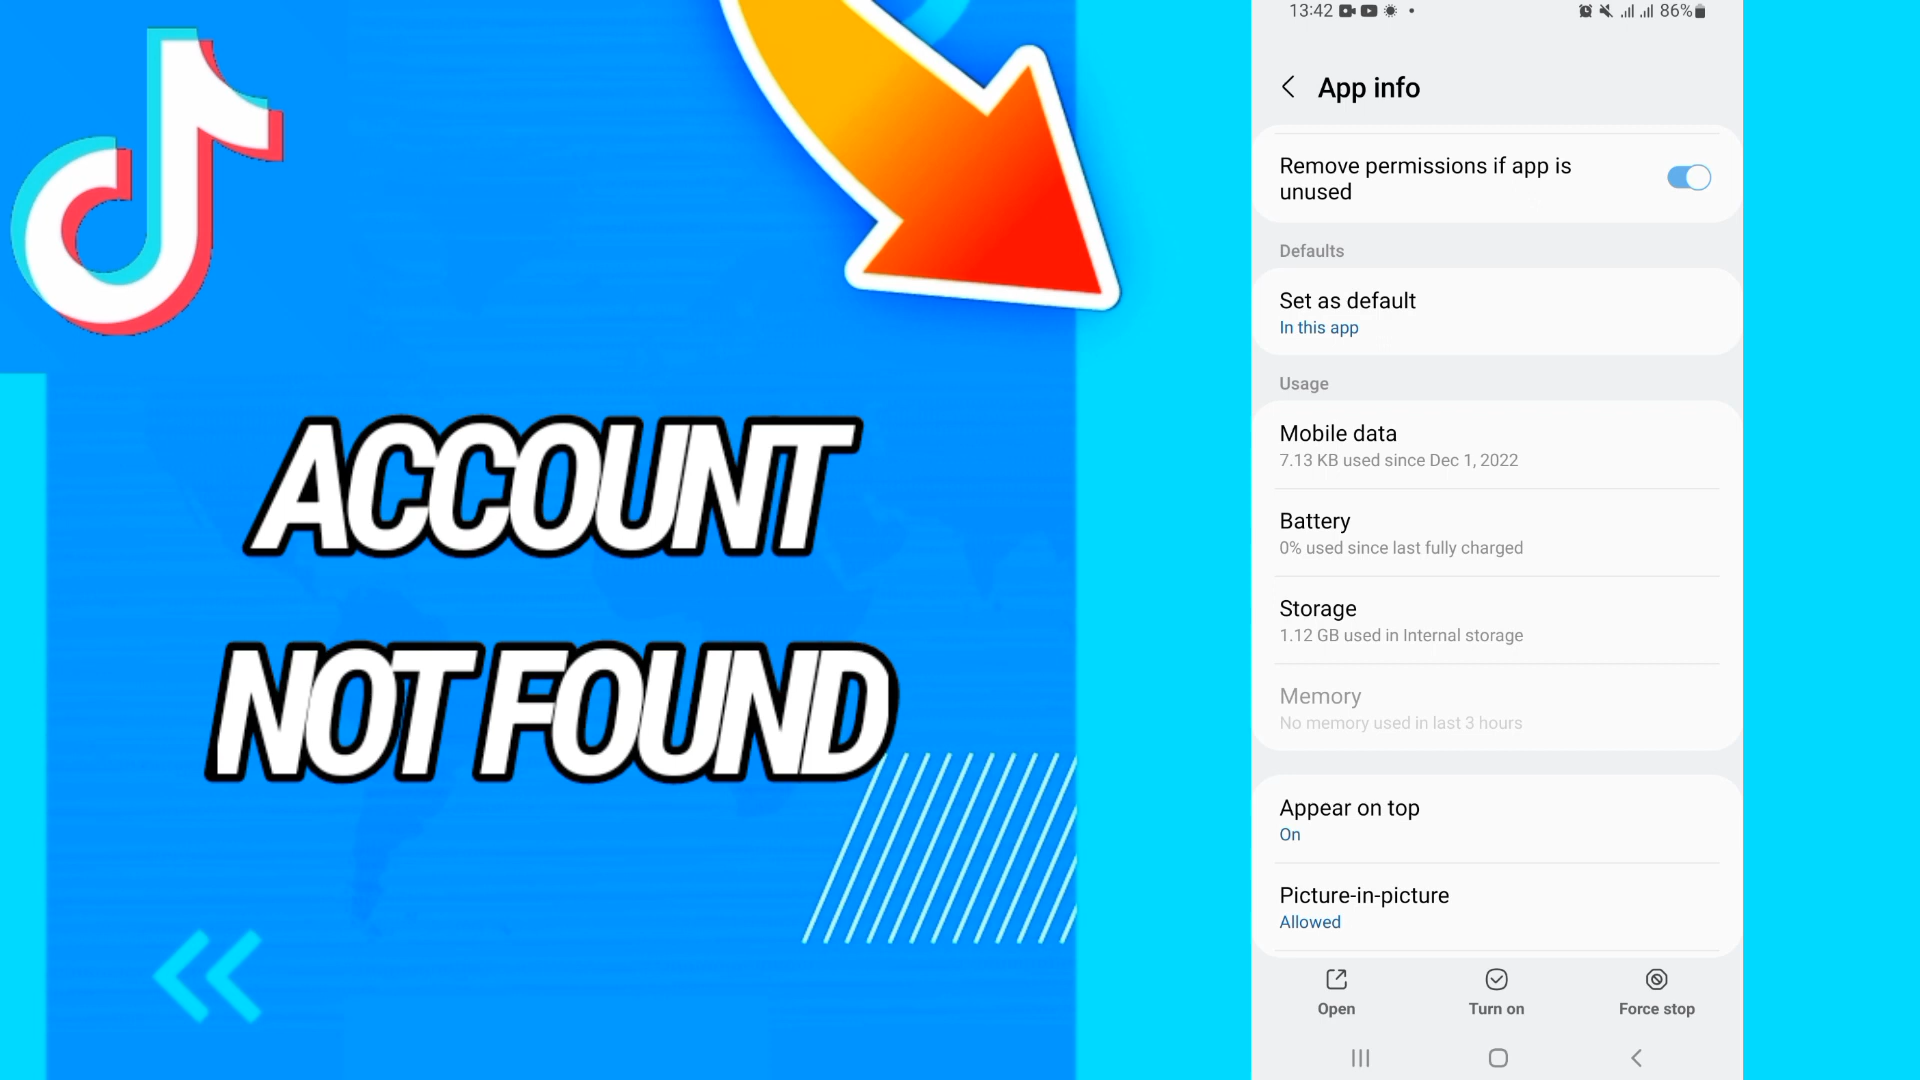 ACCOUNT
NOT FOUND
13:42
86%
App info
Remove permissions if app is
unused
Defaults
Set as default
In this app
Usage
Mobile data
7.13 KB used since Dec 1, 2022
Battery
0% used since last fully charged
Storage
1.12 GB used in Internal storage
Memory
No memory used in last 3 hours
Appear on top
On
Picture-in-picture
Allowed
Open
Turn on
Force stop